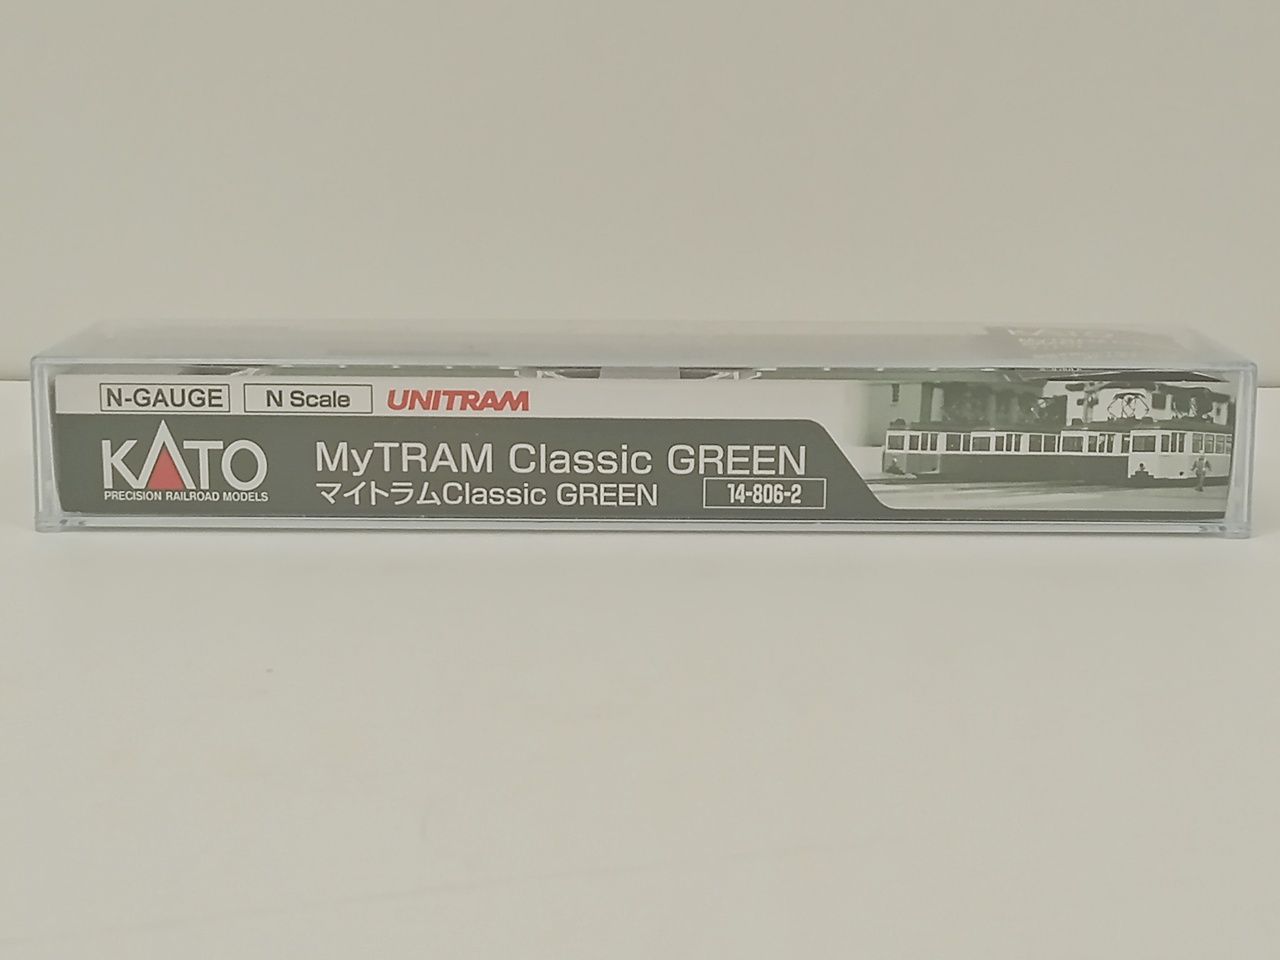 N-GAUGE N Scale UNITRAM
KATO
PRECISION RAILROAD MODELS
MyTRAM Classic GREEN
マイトラムClassic GREEN 14-806-2
KATO